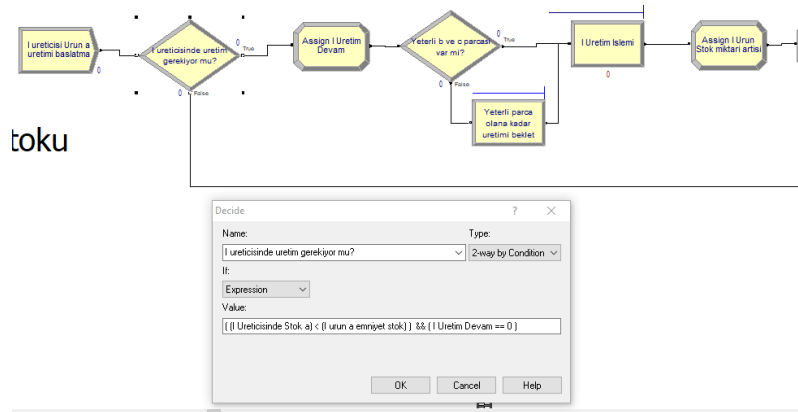 I ureticisi Urun a
uretimi baslatma
0
I ureticisinde uretim
gerekiyor mu?
0
True
0
False
Assign I Uretim
Devam
Yeterli b ve c parcasi
var mi?
0
True
0
False
Yeterli parca
olana kadar
uretimi beklet
I Uretim Islemi
0
Assign I Urun
Stok miktari artisi
toku
Decide
?
Name:
Type:
I ureticisinde uretim gerekiyor mu?
2-way by Condition
If:
Expression
Value:
( (I Ureticisinde Stok a) < (I urun a emniyet stok) ) && ( I Uretim Devam == 0 )
OK
Cancel
Help